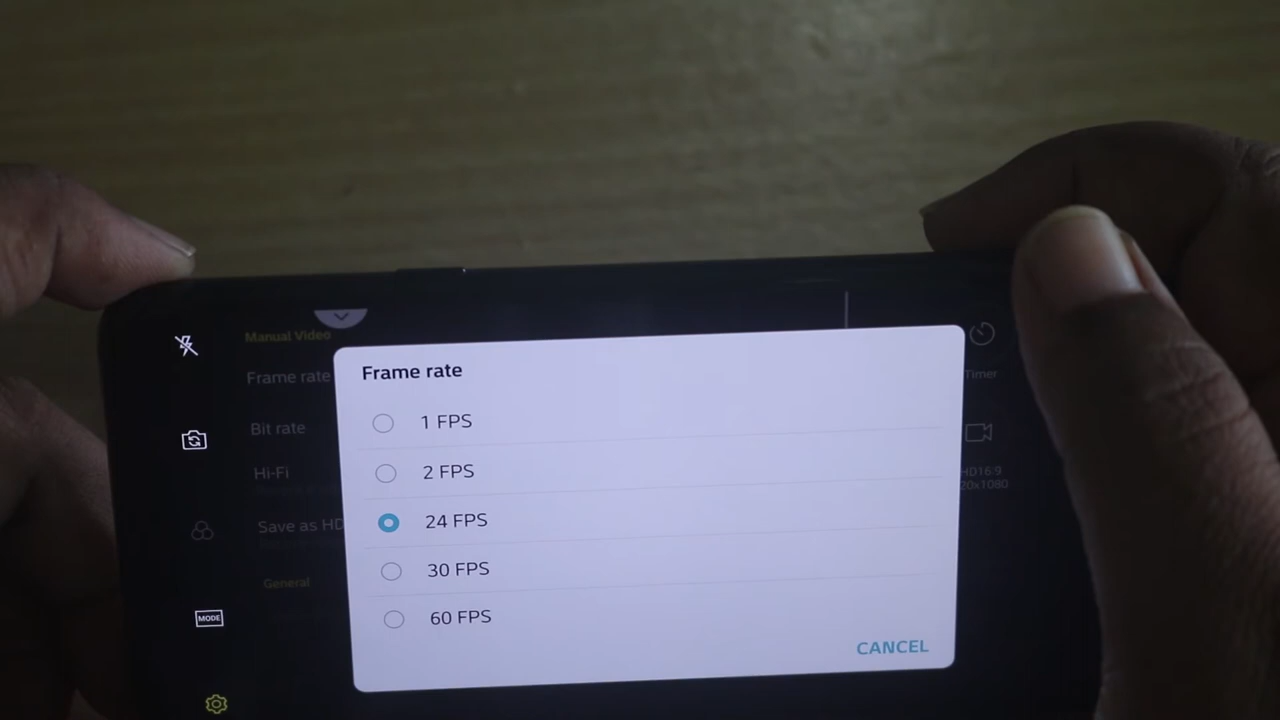 Manual Video
Frame rate
Frame rate
1 FPS
Timer
Bit rate
2 FPS
Hi-Fi
HD16:9
20x1080
24 FPS
Save as HD
30 FPS
General
60 FPS
MODE
CANCEL